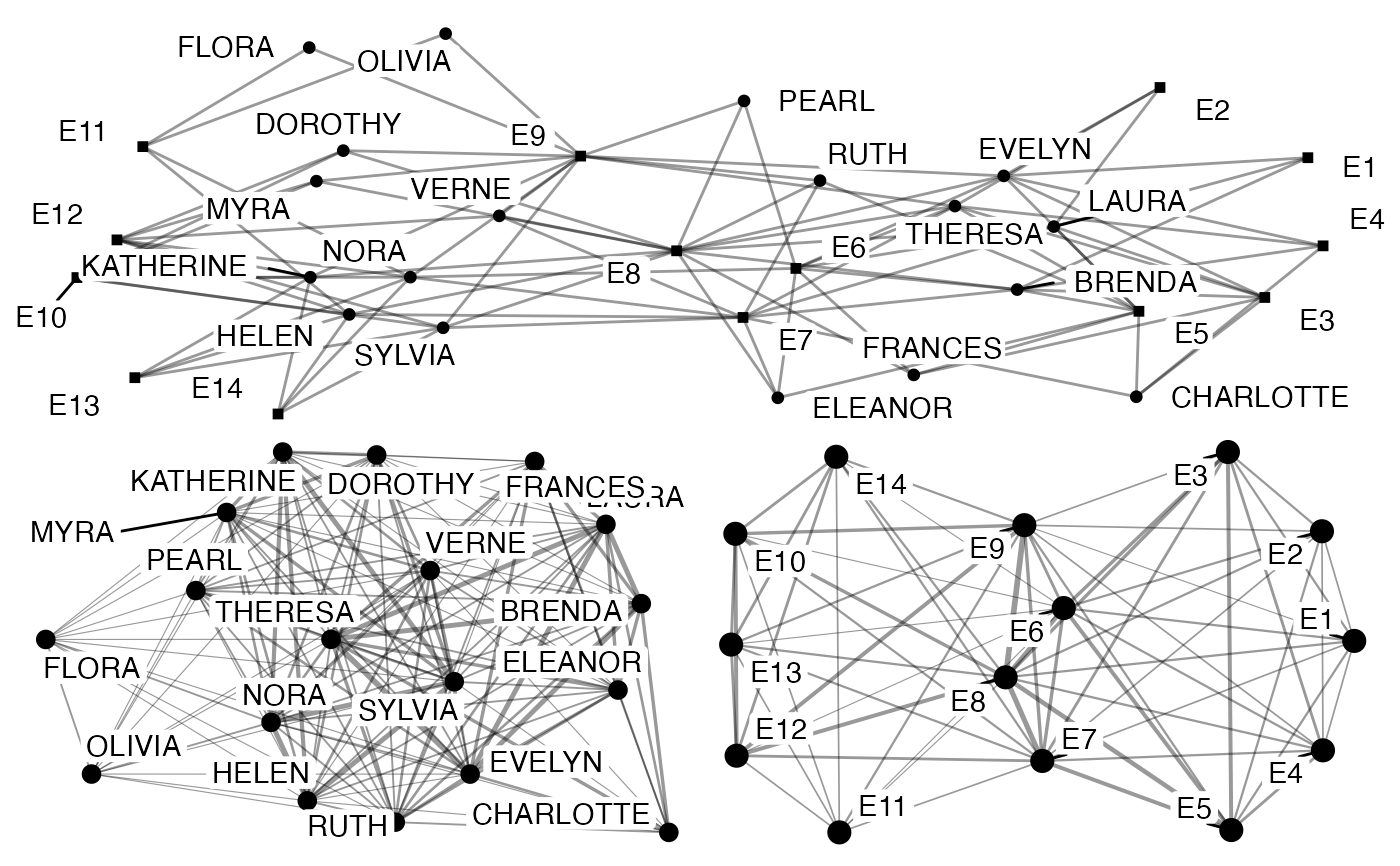 FLORA
OLIVIA
PEARL
E2
E11
DOROTHY
E9
RUTH
EVELYN
E1
E12
MYRA
VERNE
LAURA
E4
THERESA
NORA
E6
KATHERINE
E8
BRENDA
E10
E3
HELEN
SYLVIA
E7
E5
FRANCES
E14
E13
ELEANOR
CHARLOTTE
KATHERINE
DOROTHY
FRANCES
LAURA
MYRA
VERNE
PEARL
THERESA
BRENDA
FLORA
ELEANOR
NORA
SYLVIA
OLIVIA
HELEN
EVELYN
RUTH
CHARLOTTE
E3
E14
E9
E2
E10
E1
E6
E13
E8
E12
E7
E4
E11
E5